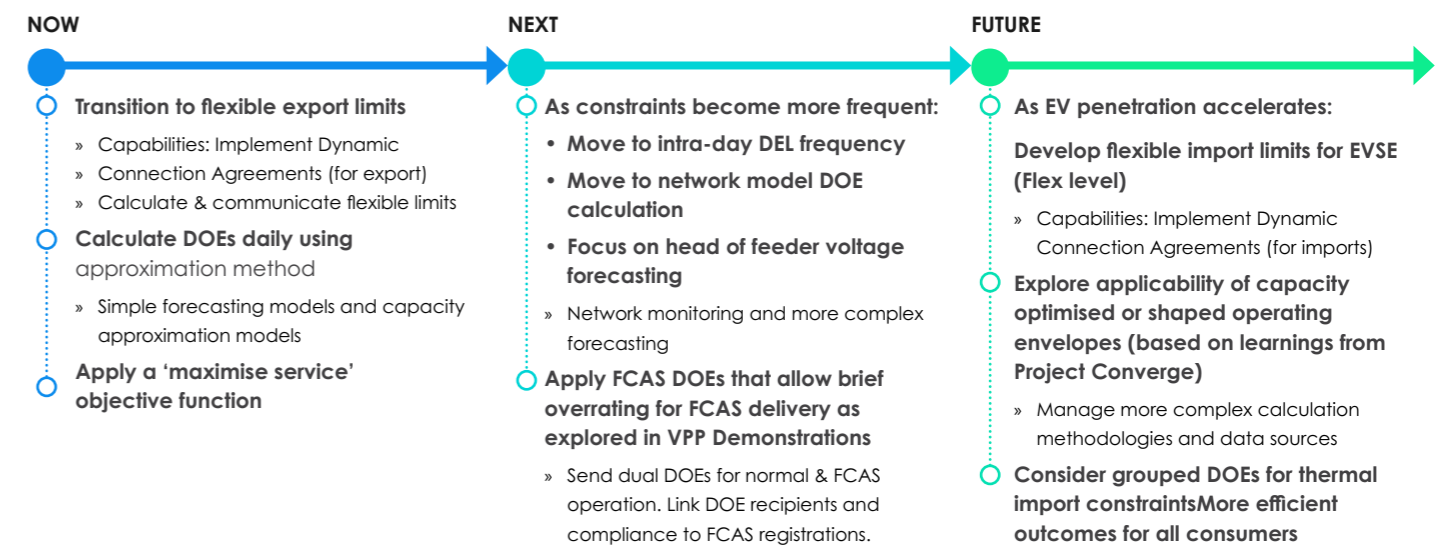 NOW
Transition to flexible export limits
» Capabilities: Implement Dynamic
» Connection Agreements (for export)
» Calculate & communicate flexible limits
Calculate DOEs daily using
approximation method
» Simple forecasting models and capacity
approximation models
Apply a ‘maximise service’
objective function
NEXT
As constraints become more frequent:
• Move to intra-day DEL frequency
• Move to network model DOE
calculation
• Focus on head of feeder voltage
forecasting
» Network monitoring and more complex
forecasting
Apply FCAS DOEs that allow brief
overrating for FCAS delivery as
explored in VPP Demonstrations
» Send dual DOEs for normal & FCAS
operation. Link DOE recipients and
compliance to FCAS registrations.
FUTURE
As EV penetration accelerates:
Develop flexible import limits for EVSE
(Flex level)
» Capabilities: Implement Dynamic
Connection Agreements (for imports)
Explore applicability of capacity
optimised or shaped operating
envelopes (based on learnings from
Project Converge)
» Manage more complex calculation
methodologies and data sources
Consider grouped DOEs for thermal
import constraintsMore efficient
outcomes for all consumers